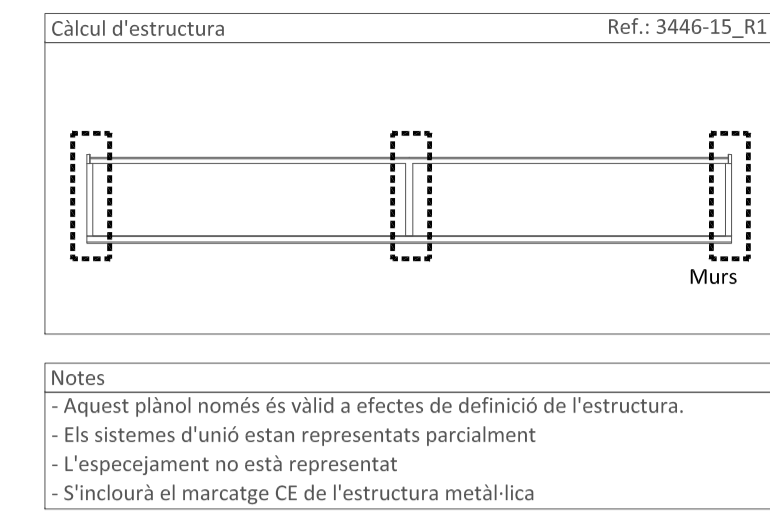 Càlcul d'estructura Ref.: 3446-15_R1
Murs
Notes
- Aquest plànol només és vàlid a efectes de definició de l'estructura.
- Els sistemes d'unió estan representats parcialment
- L'especejament no està representat
- S'inclourà el marcatge CE de l'estructura metàl·lica